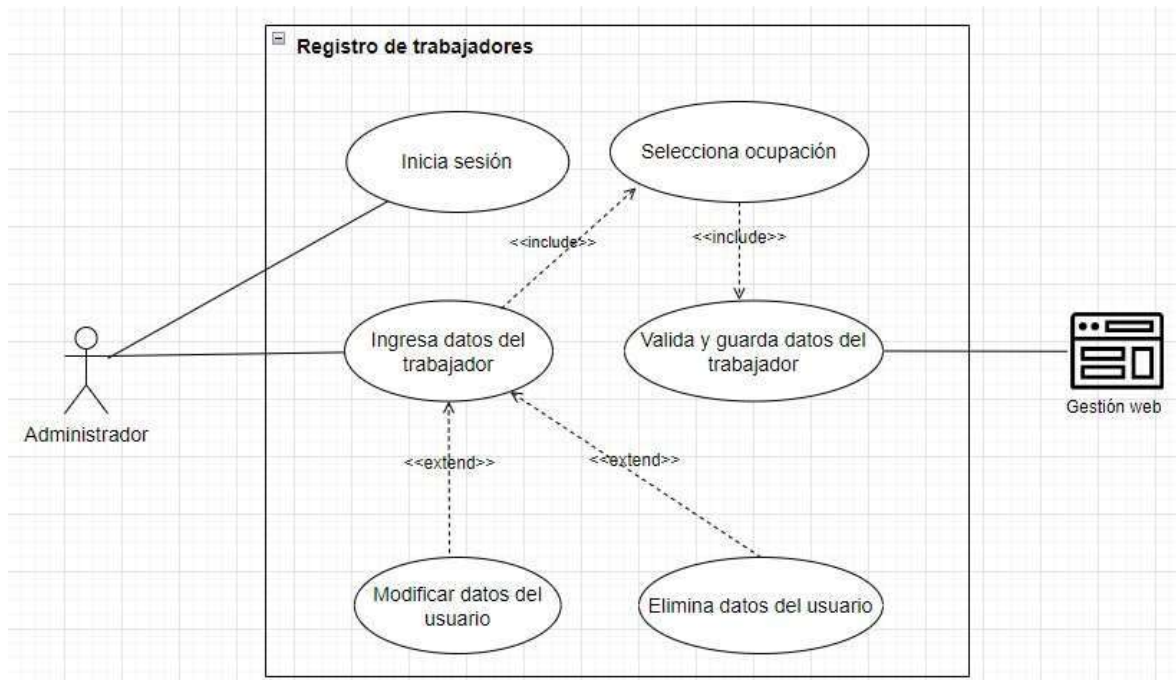 Registro de trabajadores
Inicia sesión
Selecciona ocupación
<<include>>
<<include>>
Ingresa datos del
trabajador
Valida y guarda datos del
trabajador
Administrador
Gestión web
<<extend>>
<<extend>>
Modificar datos del
usuario
Elimina datos del usuario